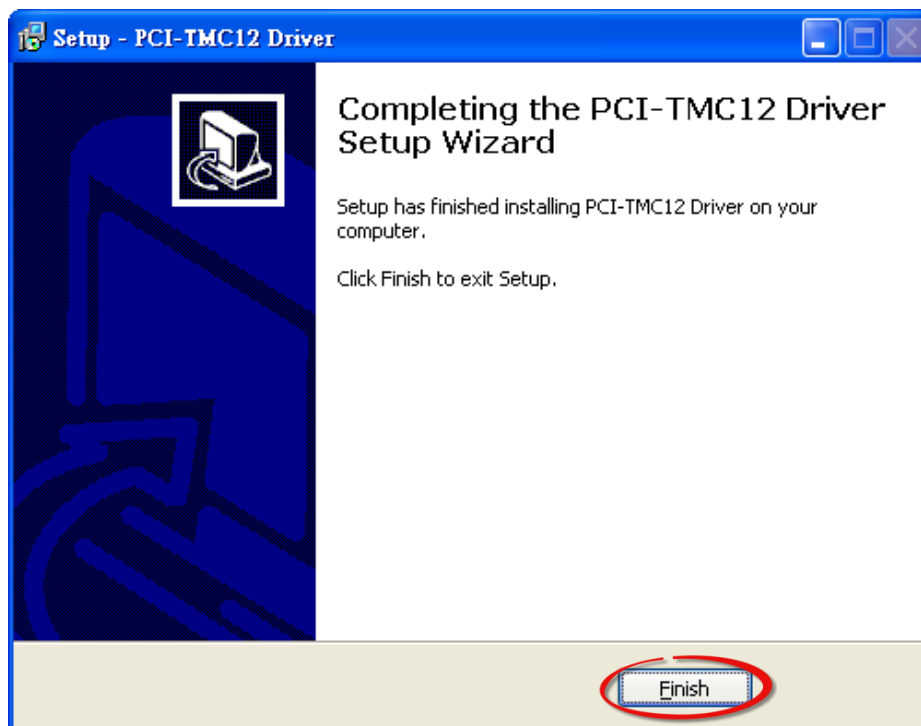 Setup - PCI-TMC12 Driver
Completing the PCI-TMC12 Driver
Setup Wizard
Setup has finished installing PCI-TMC12 Driver on your
computer.
Click Finish to exit Setup.
Finish